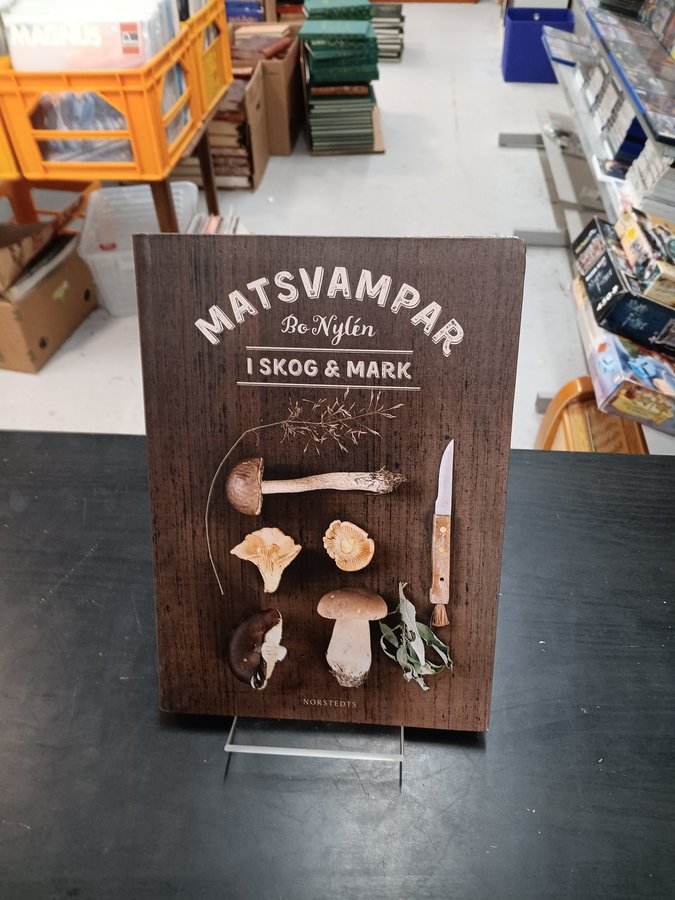 MAGNUS
MATSVAMPAR
Bo Nylén
I SKOG & MARK
NORSTEDTS